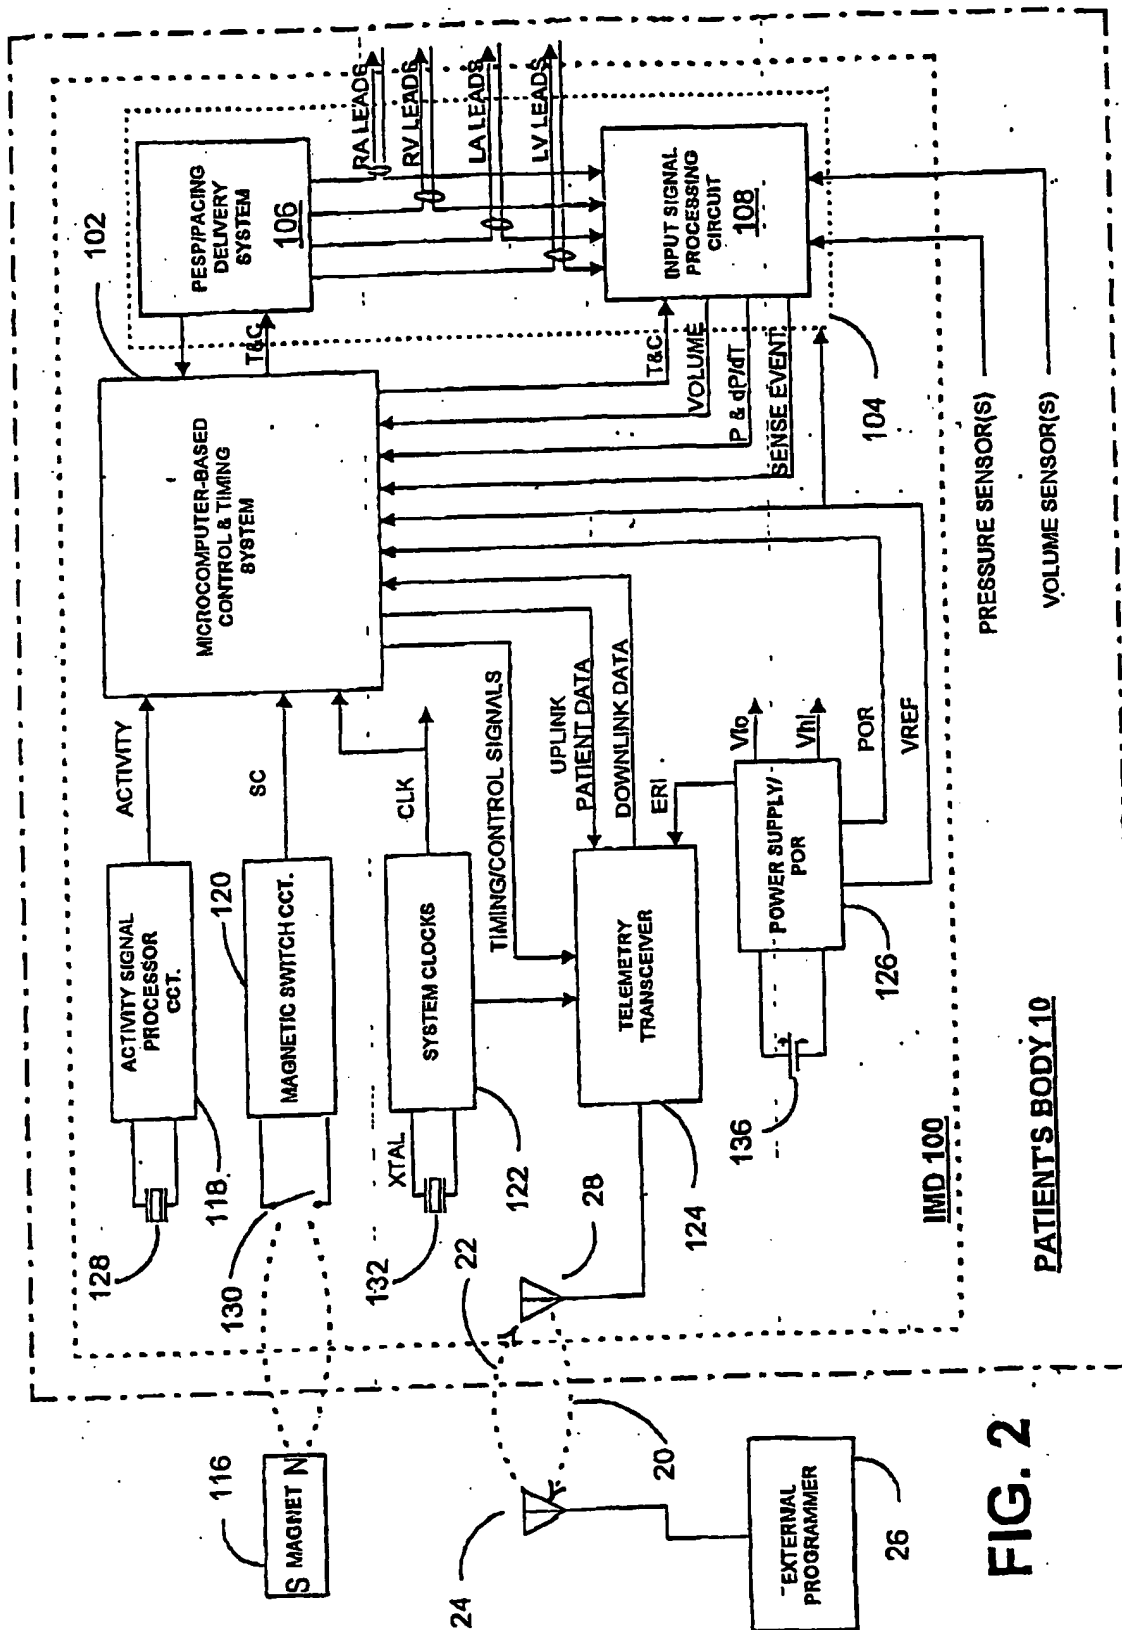 PATIENT'S BODY 10
IMD 100
128
118
ACTIVITY SIGNAL
PROCESSOR
CCT.
ACTIVITY
102
MICROCOMPUTER-BASED
CONTROL & TIMING
SYSTEM
T&C
PESP/PACING
DELIVERY
SYSTEM
106
RA LEADS
RV LEADS
LA LEADS
LV LEADS
116
S MAGNET N
130
120
MAGNETIC SWITCH CCT.
SC
132
XTAL
SYSTEM CLOCKS
122
CLK
TIMING/CONTROL SIGNALS
24
22
20
28
TELEMETRY
TRANSCEIVER
124
UPLINK
PATIENT DATA
DOWNLINK DATA
ERI
T&C
VOLUME
P & dP/dT
SENSE EVENT
INPUT SIGNAL
PROCESSING
CIRCUIT
108
104
EXTERNAL
PROGRAMMER
26
136
POWER SUPPLY/
POR
126
Vlo
Vhi
POR
VREF
PRESSURE SENSOR(S)
VOLUME SENSOR(S)
FIG. 2